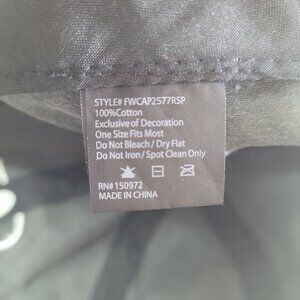 STYLE# FWCAP2577RSP
100%Cotton
Exclusive of Decoration
One Size Fits Most
Do Not Bleach / Dry Flat
Do Not Iron / Spot Clean Only
RN# 150972
MADE IN CHINA